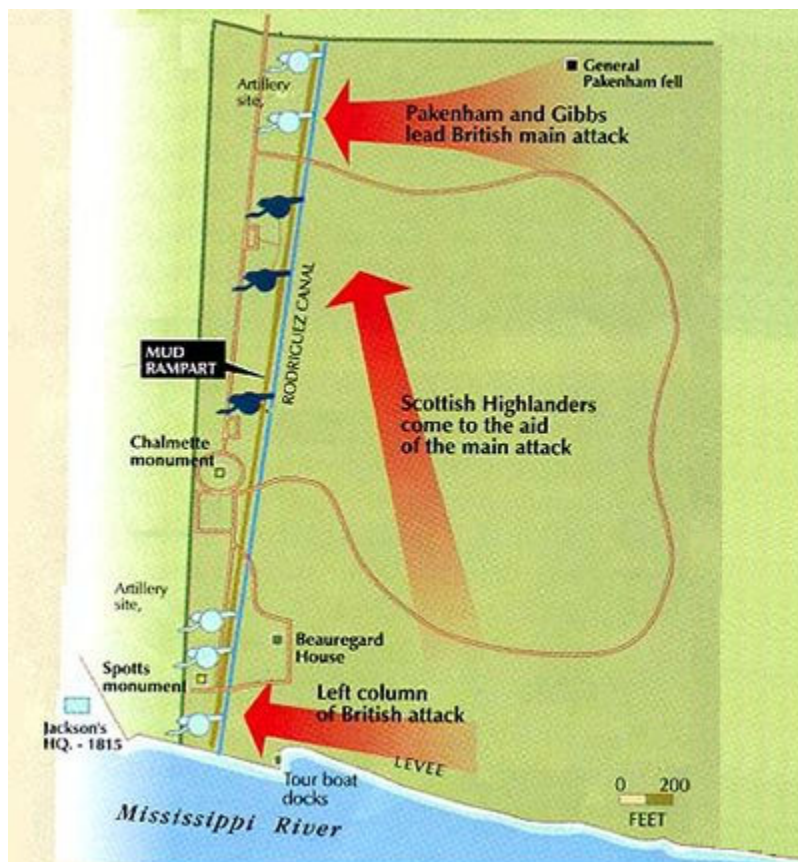 General
Pakenham fell
Artillery
site,
Pakenham and Gibbs
lead British main attack
RODRIGUEZ CANAL
MUD
RAMPART
Scottish Highlanders
come to the aid
of the main attack
Chalmette
monument
Artillery
site,
Beauregard
House
Spotts
monument
Left column
of British attack
Jackson's
HQ. - 1815
LEVEE
Tour boat
docks
0 200
FEET
Mississippi River